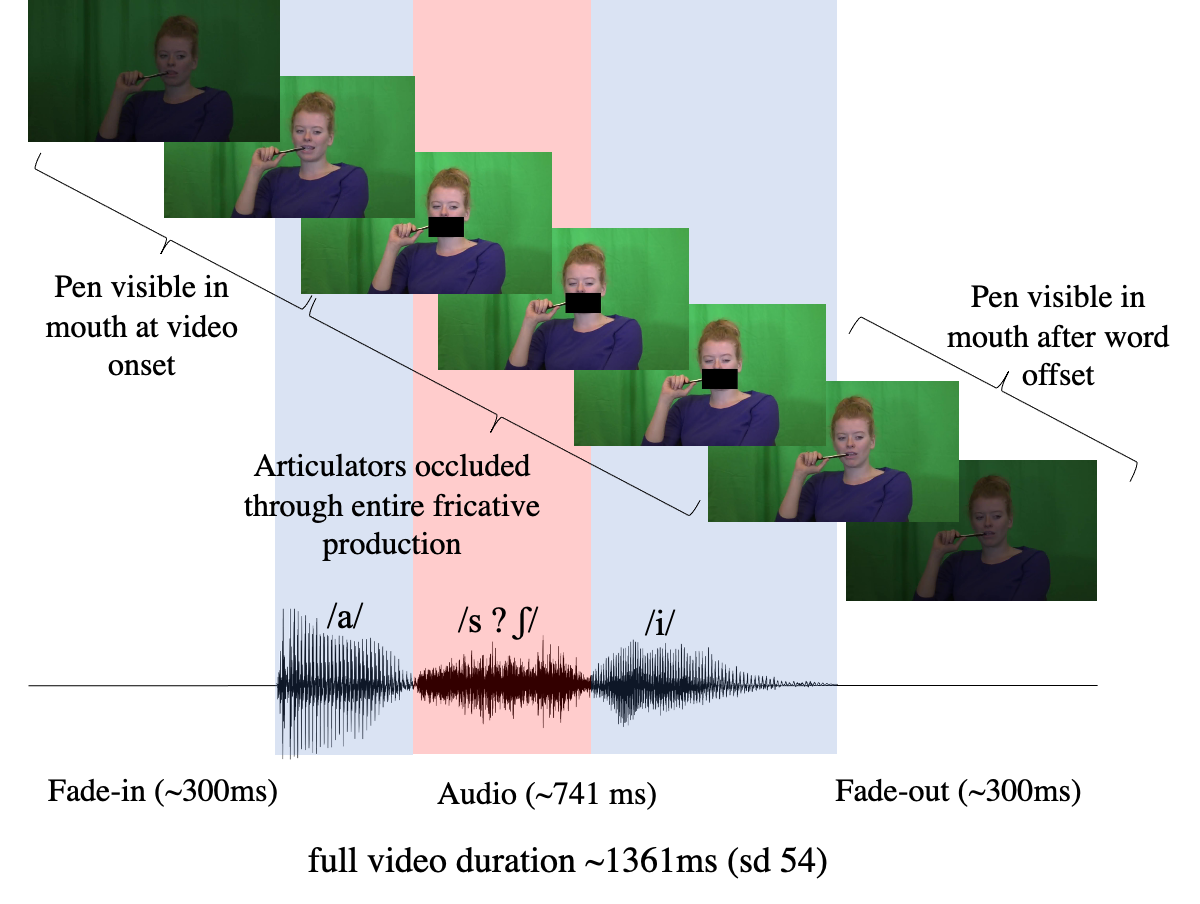 Pen visible in
mouth at video
onset
Pen visible in
mouth after word
offset
Articulators occluded
through entire fricative
production
/a/
/s ? ʃ/
/i/
Fade-in (~300ms)
Audio (~741 ms)
Fade-out (~300ms)
full video duration ~1361ms (sd 54)